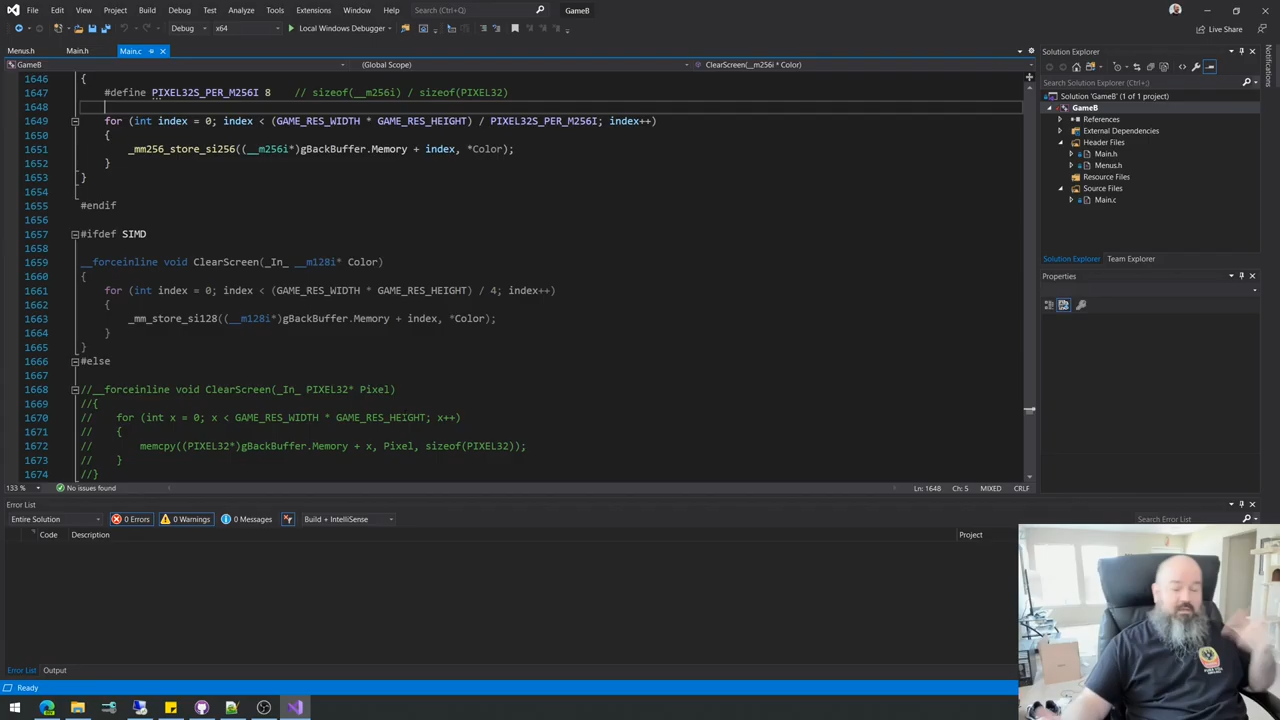 File Edit View Project Build Debug Test Analyze Tools Extensions Window Help Search (Ctrl+Q) GameB
Debug x64 Local Windows Debugger Live Share
Menus.h Main.h Main.c
GameB (Global Scope) ClearScreen(__m256i * Color)
1646 {
1647 #define PIXEL32S_PER_M256I 8 // sizeof(__m256i) / sizeof(PIXEL32)
1648
1649 for (int index = 0; index < (GAME_RES_WIDTH * GAME_RES_HEIGHT) / PIXEL32S_PER_M256I; index++)
1650 {
1651 _mm256_store_si256((__m256i*)gBackBuffer.Memory + index, *Color);
1652 }
1653 }
1654
1655 #endif
1656
1657 #ifdef SIMD
1658
1659 __forceinline void ClearScreen(_In_ __m128i* Color)
1660 {
1661 for (int index = 0; index < (GAME_RES_WIDTH * GAME_RES_HEIGHT) / 4; index++)
1662 {
1663 _mm_store_si128((__m128i*)gBackBuffer.Memory + index, *Color);
1664 }
1665 }
1666 #else
1667
1668 //__forceinline void ClearScreen(_In_ PIXEL32* Pixel)
1669 //{
1670 // for (int x = 0; x < GAME_RES_WIDTH * GAME_RES_HEIGHT; x++)
1671 // {
1672 // memcpy((PIXEL32*)gBackBuffer.Memory + x, Pixel, sizeof(PIXEL32));
1673 // }
1674 //}
133 % No issues found Ln: 1648 Ch: 5 MIXED CRLF
Solution Explorer
Search Solution Explorer (Ctrl+;)
Solution 'GameB' (1 of 1 project)
GameB
References
External Dependencies
Header Files
Main.h
Menus.h
Resource Files
Source Files
Main.c
Solution Explorer Team Explorer
Properties
Notifications
Error List
Entire Solution 0 Errors 0 Warnings 0 Messages Build + IntelliSense Search Error List
Code Description Project
Error List Output
Ready